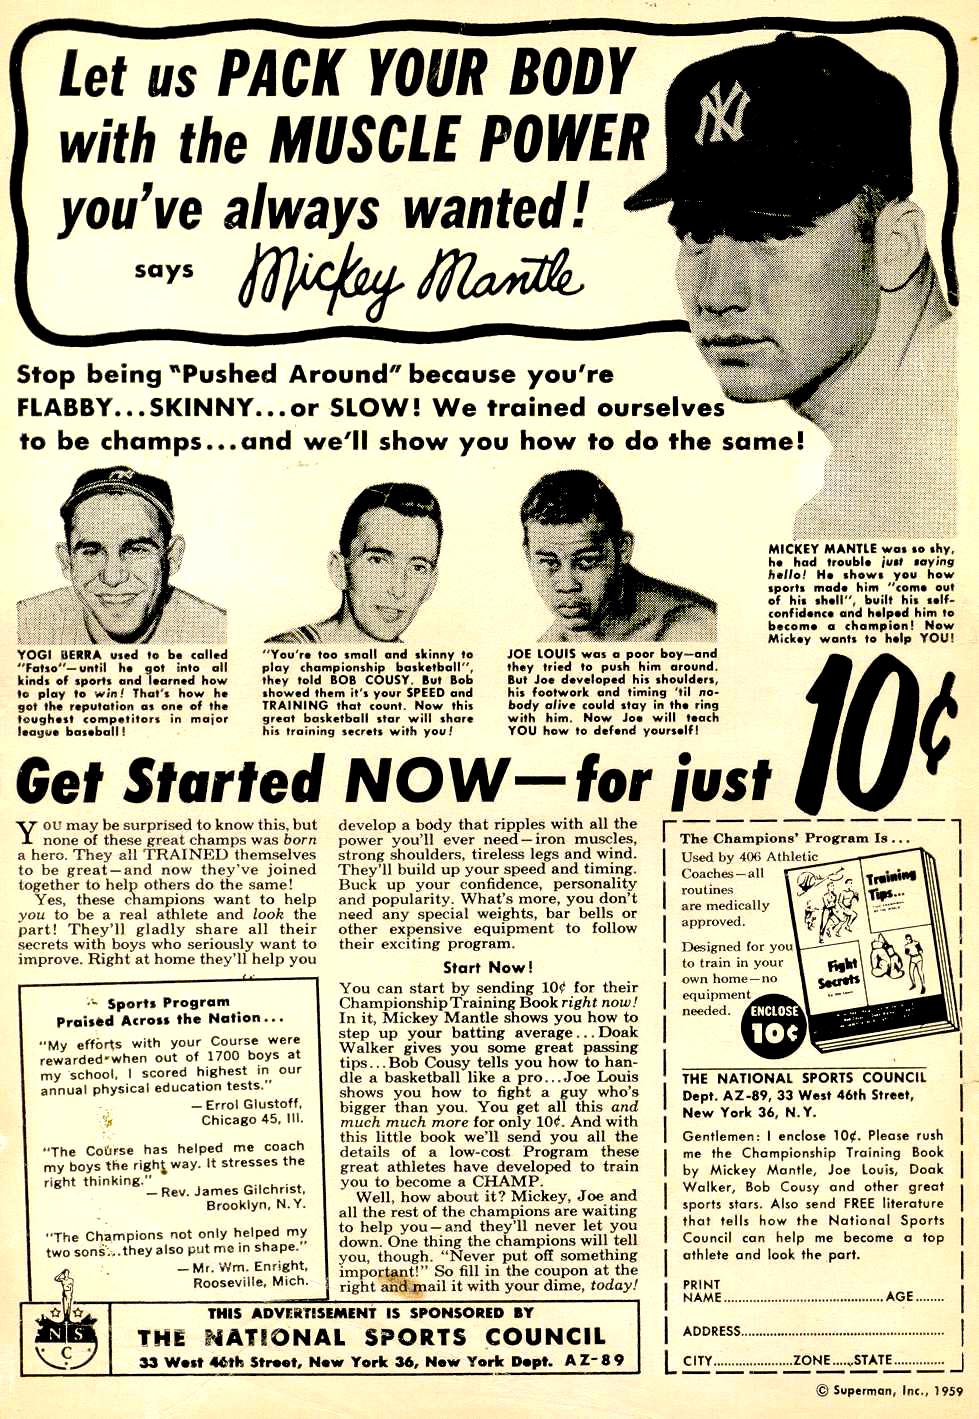 Let us PACK YOUR BODY
with the MUSCLE POWER
you've always wanted!
says Mickey Mantle
NY
Stop being "Pushed Around" because you're
FLABBY...SKINNY...or SLOW! We trained ourselves
to be champs...and we'll show you how to do the same!
YOGI BERRA used to be called
"Fatso"—until he got into all
kinds of sports and learned how
to play to win! That's how he
got the reputation as one of the
toughest competitors in major
league baseball!
"You're too small and skinny to
play championship basketball",
they told BOB COUSY. But Bob
showed them it's your SPEED and
TRAINING that count. Now this
great basketball star will share
his training secrets with you!
JOE LOUIS was a poor boy—and
they tried to push him around.
But Joe developed his shoulders,
his footwork and timing 'til no-
body alive could stay in the ring
with him. Now Joe will teach
YOU how to defend yourself!
MICKEY MANTLE was so shy,
he had trouble just saying
hello! He shows you how
sports made him "come out
of his shell", built his self-
confidence and helped him to
become a champion! Now
Mickey wants to help YOU!
Get Started NOW—for just 10¢
YOU may be surprised to know this, but
none of these great champs was born
a hero. They all TRAINED themselves
to be great—and now they've joined
together to help others do the same!
Yes, these champions want to help
you to be a real athlete and look the
part! They'll gladly share all their
secrets with boys who seriously want to
improve. Right at home they'll help you
develop a body that ripples with all the
power you'll ever need—iron muscles,
strong shoulders, tireless legs and wind.
They'll build up your speed and timing.
Buck up your confidence, personality
and popularity. What's more, you don't
need any special weights, bar bells or
other expensive equipment to follow
their exciting program.
Start Now!
You can start by sending 10¢ for their
Championship Training Book right now!
In it, Mickey Mantle shows you how to
step up your batting average...Doak
Walker gives you some great passing
tips...Bob Cousy tells you how to han-
dle a basketball like a pro...Joe Louis
shows you how to fight a guy who's
bigger than you. You get all this and
much much more for only 10¢. And with
this little book we'll send you all the
details of a low-cost Program these
great athletes have developed to train
you to become a CHAMP.
Well, how about it? Mickey, Joe and
all the rest of the champions are waiting
to help you—and they'll never let you
down. One thing the champions will tell
you, though. "Never put off something
important!" So fill in the coupon at the
right and mail it with your dime, today!
Sports Program
Praised Across the Nation...
"My efforts with your Course were
rewarded when out of 1700 boys at
my school, I scored highest in our
annual physical education tests."
—Errol Glustoff,
Chicago 45, Ill.
"The Course has helped me coach
my boys the right way. It stresses the
right thinking."
—Rev. James Gilchrist,
Brooklyn, N.Y.
"The Champions not only helped my
two sons...they also put me in shape."
—Mr. Wm. Enright,
Rooseville, Mich.
NSC
THIS ADVERTISEMENT IS SPONSORED BY
THE NATIONAL SPORTS COUNCIL
33 West 46th Street, New York 36, New York Dept. AZ-89
The Champions' Program Is...
Used by 406 Athletic
Coaches—all
routines
are medically
approved.
Designed for you
to train in your
own home—no
equipment
needed.
Training
Tips...
Fight
Secrets
ENCLOSE
10¢
THE NATIONAL SPORTS COUNCIL
Dept. AZ-89, 33 West 46th Street,
New York 36, N.Y.
Gentlemen: I enclose 10¢. Please rush
me the Championship Training Book
by Mickey Mantle, Joe Louis, Doak
Walker, Bob Cousy and other great
sports stars. Also send FREE literature
that tells how the National Sports
Council can help me become a top
athlete and look the part.
PRINT
NAME.......................AGE........
ADDRESS.......................
CITY...............ZONE.....STATE............
© Superman, Inc., 1959